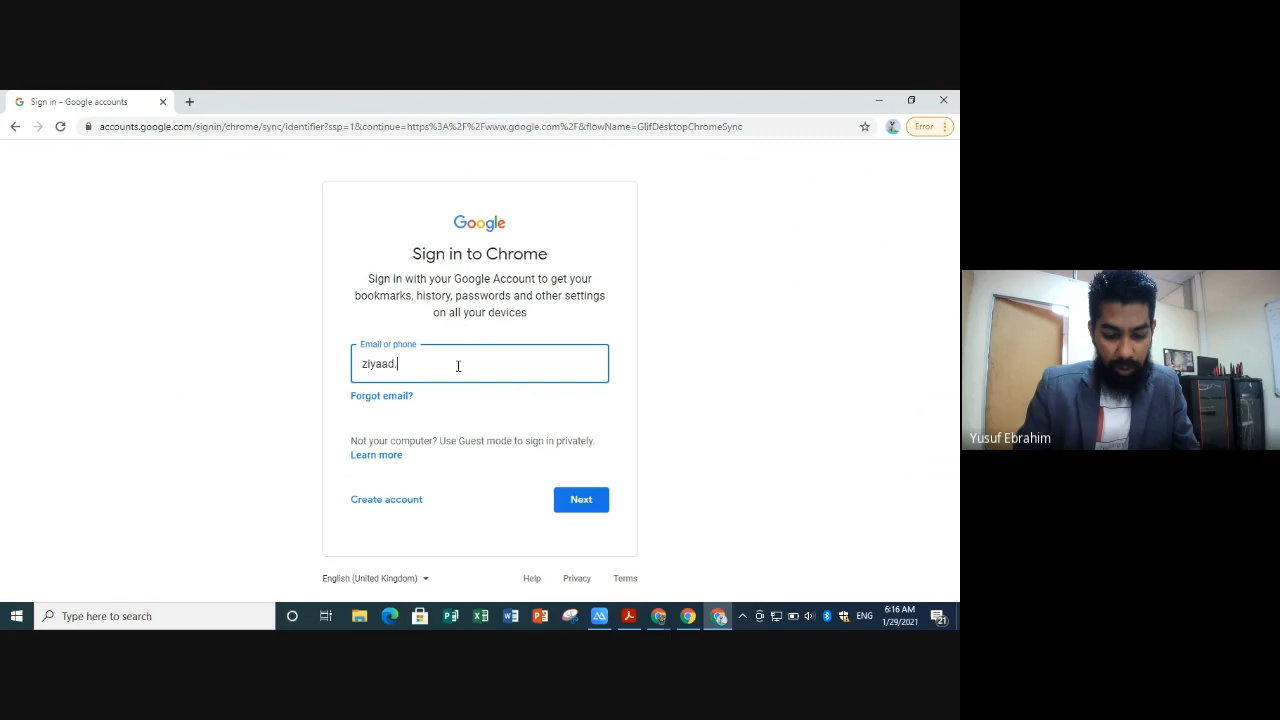 Sign in – Google accounts
accounts.google.com/signin/chrome/sync/identifier?ssp=1&continue=https%3A%2F%2Fwww.google.com%2F&flowName=GlifDesktopChromeSync
Error
Google
Sign in to Chrome
Sign in with your Google Account to get your
bookmarks, history, passwords and other settings
on all your devices
Email or phone
ziyaad.
Forgot email?
Not your computer? Use Guest mode to sign in privately.
Learn more
Create account
Next
English (United Kingdom)
Help
Privacy
Terms
Yusuf Ebrahim
Type here to search
ENG
6:16 AM
1/29/2021
21